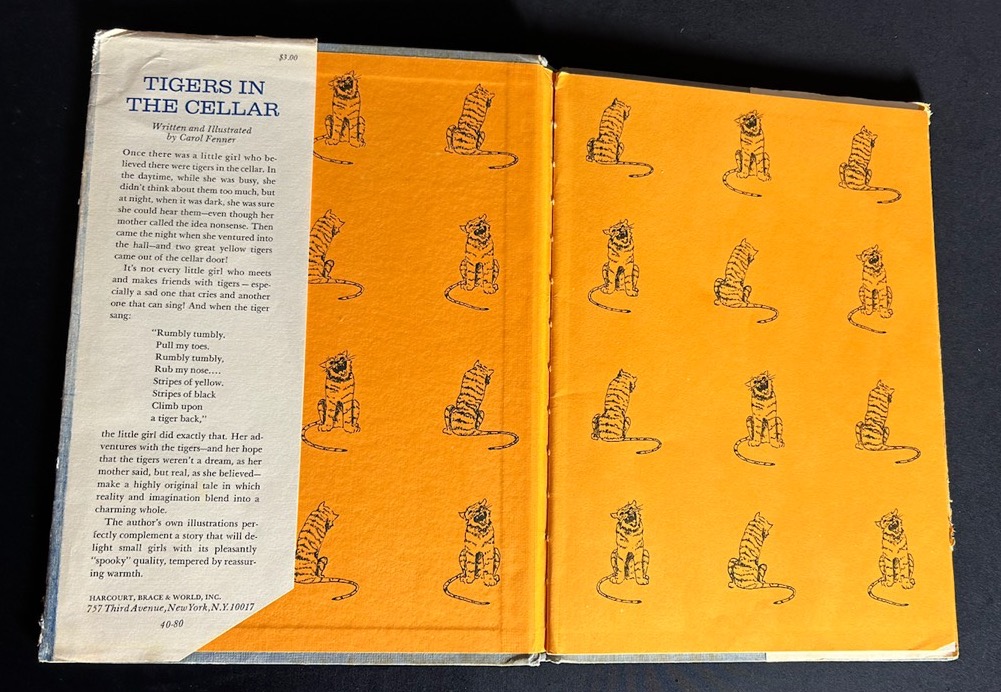 $3.00
TIGERS IN
THE CELLAR
Written and Illustrated
by Carol Fenner
Once there was a little girl who be-
lieved there were tigers in the cellar. In
the daytime, while she was busy, she
didn't think about them too much, but
at night, when it was dark, she was sure
she could hear them—even though her
mother called the idea nonsense. Then
came the night when she ventured into
the hall—and two great yellow tigers
came out of the cellar door!
It's not every little girl who meets
and makes friends with tigers — espe-
cially a sad one that cries and another
one that can sing! And when the tiger
sang:
"Rumbly tumbly.
Pull my toes.
Rumbly tumbly,
Rub my nose....
Stripes of yellow.
Stripes of black
Climb upon
a tiger back,"
the little girl did exactly that. Her ad-
ventures with the tigers—and her hope
that the tigers weren't a dream, as her
mother said, but real, as she believed—
make a highly original tale in which
reality and imagination blend into a
charming whole.
The author's own illustrations per-
fectly complement a story that will de-
light small girls with its pleasantly
"spooky" quality, tempered by reassur-
ing warmth.
HARCOURT, BRACE & WORLD, INC.
757 Third Avenue, New York, N.Y. 10017
40-80